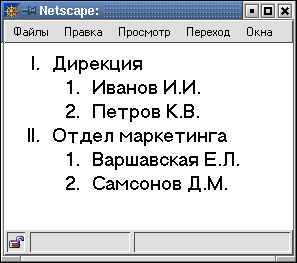 Netscape:
Файлы Правка Просмотр Переход Окна
I. Дирекция
1. Иванов И.И.
2. Петров К.В.
II. Отдел маркетинга
1. Варшавская Е.Л.
2. Самсонов Д.М.